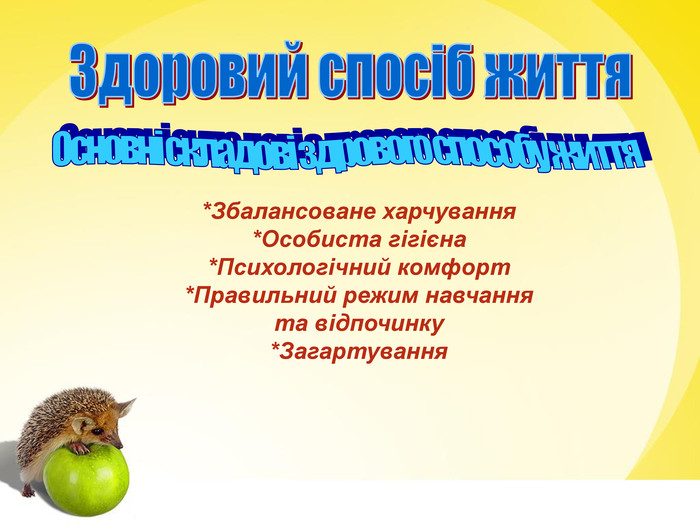 Здоровий спосіб життя
Основні складові здрового способу життя
*Збалансоване харчування
*Особиста гігієна
*Психологічний комфорт
*Правильний режим навчання
та відпочинку
*Загартування